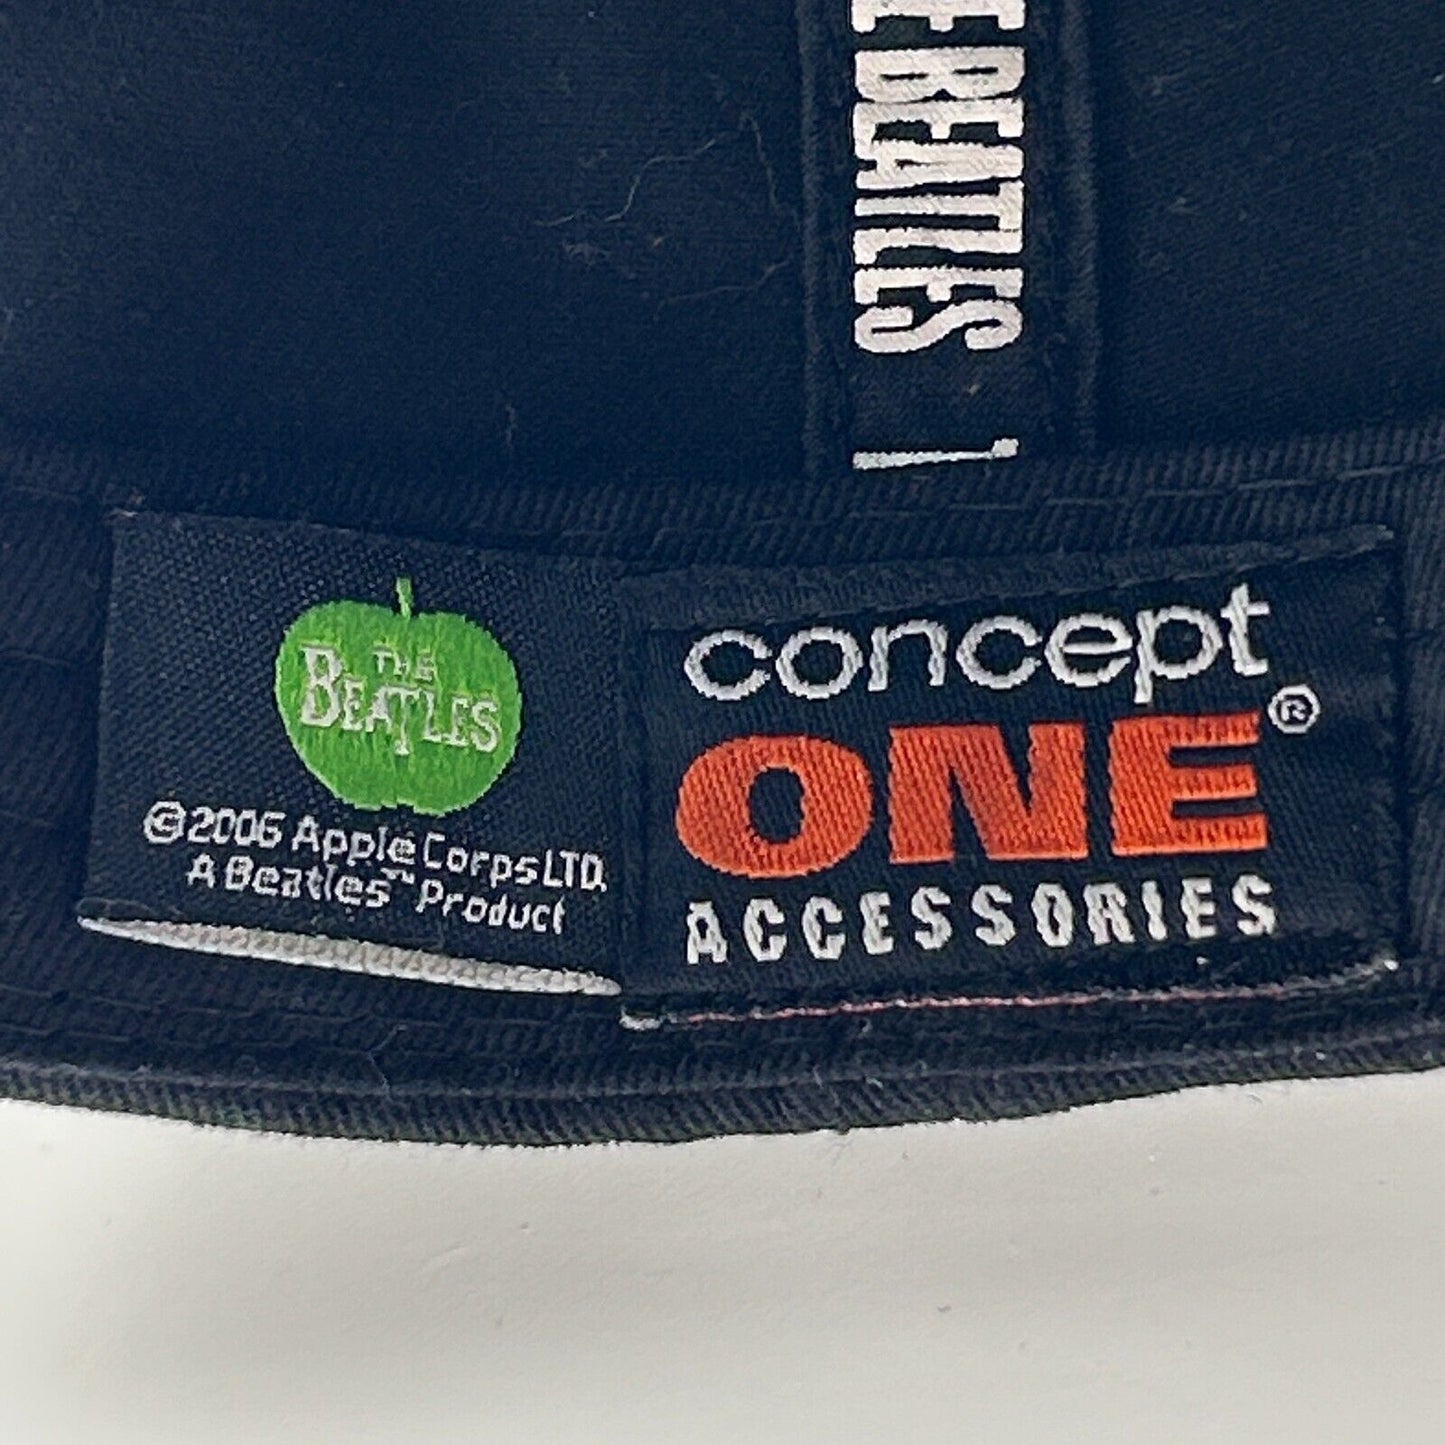 E BEATLES
THE
BEATLES
©2006 Apple Corps LTD.
A Beatles™ Product
concept
ONE®
ACCESSORIES